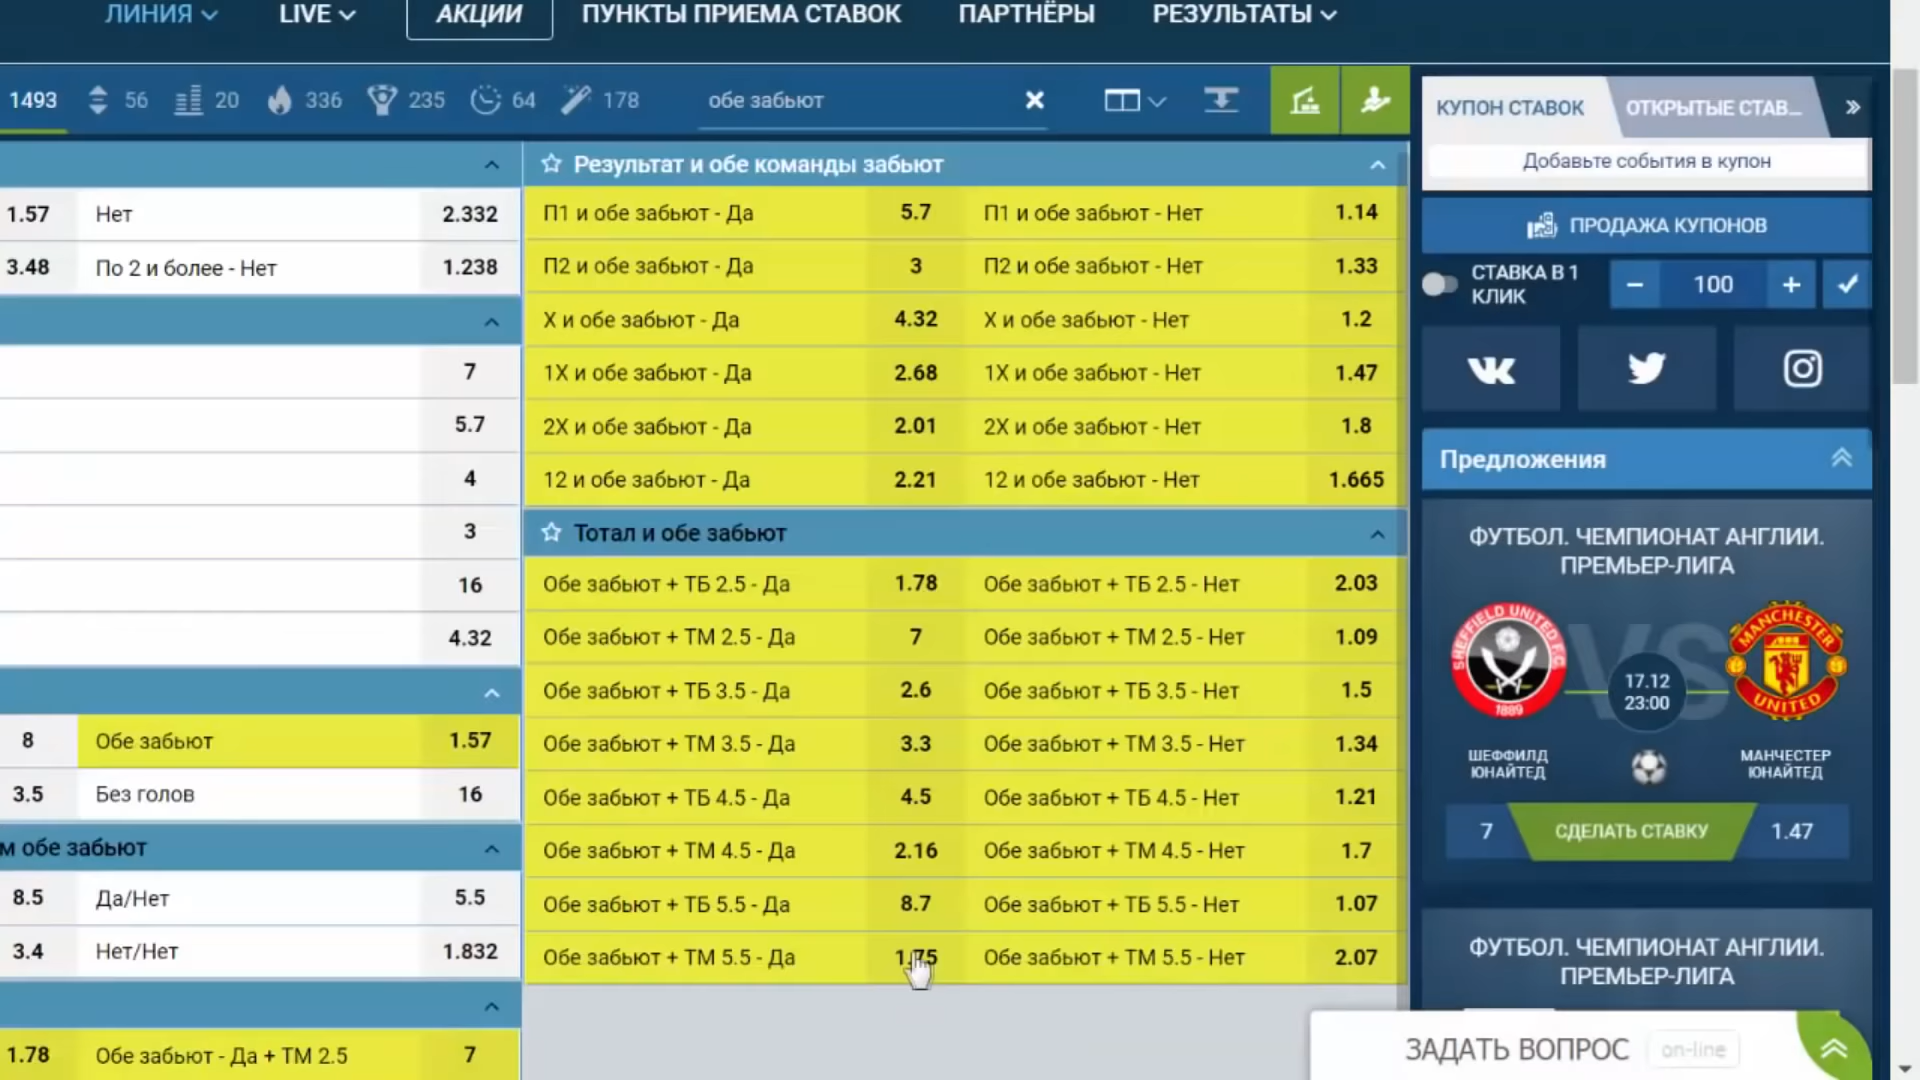 ЛИНИЯ LIVE АКЦИИ ПУНКТЫ ПРИЕМА СТАВОК ПАРТНЁРЫ РЕЗУЛЬТАТЫ
1493 56 20 336 235 64 178 обе забьют
1.57 Нет 2.332
3.48 По 2 и более - Нет 1.238
7
5.7
4
3
16
4.32
8 Обе забьют 1.57
3.5 Без голов 16
м обе забьют
8.5 Да/Нет 5.5
3.4 Нет/Нет 1.832
1.78 Обе забьют - Да + ТМ 2.5 7
Результат и обе команды забьют
П1 и обе забьют - Да 5.7 П1 и обе забьют - Нет 1.14
П2 и обе забьют - Да 3 П2 и обе забьют - Нет 1.33
X и обе забьют - Да 4.32 X и обе забьют - Нет 1.2
1X и обе забьют - Да 2.68 1X и обе забьют - Нет 1.47
2X и обе забьют - Да 2.01 2X и обе забьют - Нет 1.8
12 и обе забьют - Да 2.21 12 и обе забьют - Нет 1.665
Тотал и обе забьют
Обе забьют + ТБ 2.5 - Да 1.78 Обе забьют + ТБ 2.5 - Нет 2.03
Обе забьют + ТМ 2.5 - Да 7 Обе забьют + ТМ 2.5 - Нет 1.09
Обе забьют + ТБ 3.5 - Да 2.6 Обе забьют + ТБ 3.5 - Нет 1.5
Обе забьют + ТМ 3.5 - Да 3.3 Обе забьют + ТМ 3.5 - Нет 1.34
Обе забьют + ТБ 4.5 - Да 4.5 Обе забьют + ТБ 4.5 - Нет 1.21
Обе забьют + ТМ 4.5 - Да 2.16 Обе забьют + ТМ 4.5 - Нет 1.7
Обе забьют + ТБ 5.5 - Да 8.7 Обе забьют + ТБ 5.5 - Нет 1.07
Обе забьют + ТМ 5.5 - Да 1.75 Обе забьют + ТМ 5.5 - Нет 2.07
КУПОН СТАВОК ОТКРЫТЫЕ СТАВ...
Добавьте события в купон
ПРОДАЖА КУПОНОВ
СТАВКА В 1
КЛИК
− 100 +
Предложения
ФУТБОЛ. ЧЕМПИОНАТ АНГЛИИ.
ПРЕМЬЕР-ЛИГА
SHEFFIELD UNITED F.C.
1889
VS
MANCHESTER
UNITED
17.12
23:00
ШЕФФИЛД
ЮНАЙТЕД
МАНЧЕСТЕР
ЮНАЙТЕД
7 СДЕЛАТЬ СТАВКУ 1.47
ФУТБОЛ. ЧЕМПИОНАТ АНГЛИИ.
ПРЕМЬЕР-ЛИГА
ЗАДАТЬ ВОПРОС on-line